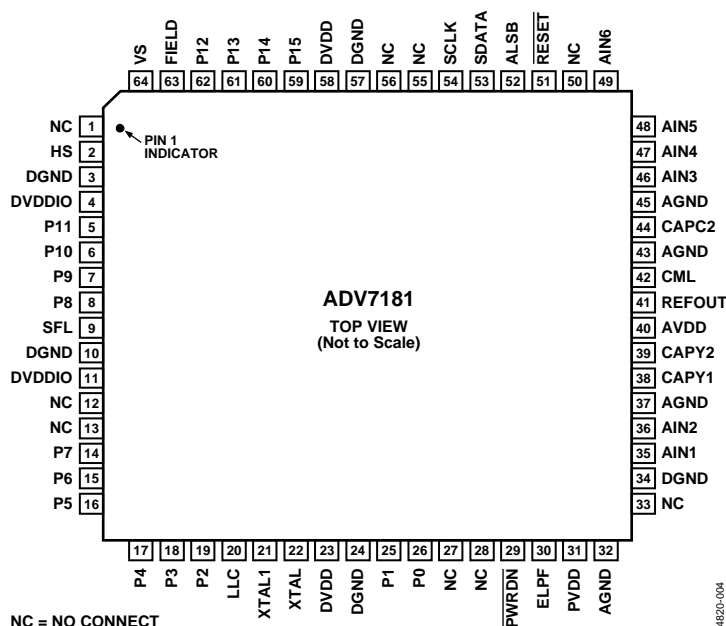 VS
FIELD
P12
P13
P14
P15
DVDD
DGND
NC
NC
SCLK
SDATA
ALSB
RESET
NC
AIN6
64 63 62 61 60 59 58 57 56 55 54 53 52 51 50 49
NC 1
HS 2
DGND 3
DVDDIO 4
P11 5
P10 6
P9 7
P8 8
SFL 9
DGND 10
DVDDIO 11
NC 12
NC 13
P7 14
P6 15
P5 16
PIN 1
INDICATOR
ADV7181
TOP VIEW
(Not to Scale)
48 AIN5
47 AIN4
46 AIN3
45 AGND
44 CAPC2
43 AGND
42 CML
41 REFOUT
40 AVDD
39 CAPY2
38 CAPY1
37 AGND
36 AIN2
35 AIN1
34 DGND
33 NC
17 18 19 20 21 22 23 24 25 26 27 28 29 30 31 32
P4
P3
P2
LLC
XTAL1
XTAL
DVDD
DGND
P1
P0
NC
NC
PWRDN
ELPF
PVDD
AGND
NC = NO CONNECT
4820-004